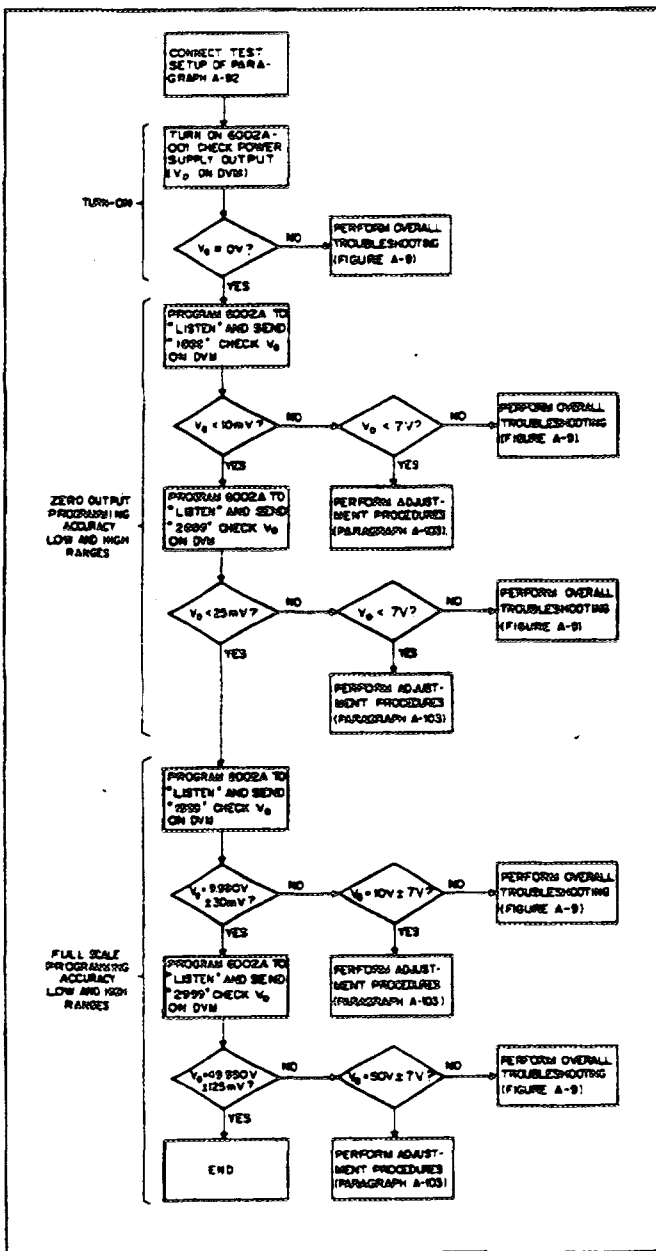 CONNECT TEST
SETUP OF PARA-
GRAPH A-92
TURN ON 6002A-
001 CHECK POWER
SUPPLY OUTPUT
(V₀ ON DVM)
TURN-ON
V₀ = 0V?
NO
PERFORM OVERALL
TROUBLESHOOTING
(FIGURE A-9)
YES
PROGRAM 6002A TO
"LISTEN" AND SEND
CHECK V₀
ON DVM
V₀ < 10mV?
NO
V₀ < 7V?
NO
PERFORM OVERALL
TROUBLESHOOTING
(FIGURE A-9)
YES
YES
ZERO OUTPUT
PROGRAMMING
ACCURACY
LOW AND HIGH
RANGES
PROGRAM 6002A TO
"LISTEN" AND SEND
CHECK V₀
ON DVM
PERFORM ADJUST-
MENT PROCEDURES
(PARAGRAPH A-103)
V₀ < 25mV?
NO
V₀ < 7V?
NO
PERFORM OVERALL
TROUBLESHOOTING
(FIGURE A-9)
YES
YES
PERFORM ADJUST-
MENT PROCEDURES
(PARAGRAPH A-103)
PROGRAM 6002A TO
"LISTEN" AND SEND
"1999" CHECK V₀
ON DVM
V₀ = 9.990V
±30mV?
NO
V₀ = 10V ± 7V?
NO
PERFORM OVERALL
TROUBLESHOOTING
(FIGURE A-9)
YES
YES
FULL SCALE
PROGRAMMING
ACCURACY
LOW AND HIGH
RANGES
PROGRAM 6002A TO
"LISTEN" AND SEND
"2999" CHECK V₀
ON DVM
PERFORM ADJUST-
MENT PROCEDURES
(PARAGRAPH A-103)
V₀ = 49.950V
±125mV?
NO
V₀ = 50V ± 7V?
NO
PERFORM OVERALL
TROUBLESHOOTING
(FIGURE A-9)
YES
YES
END
PERFORM ADJUST-
MENT PROCEDURES
(PARAGRAPH A-103)